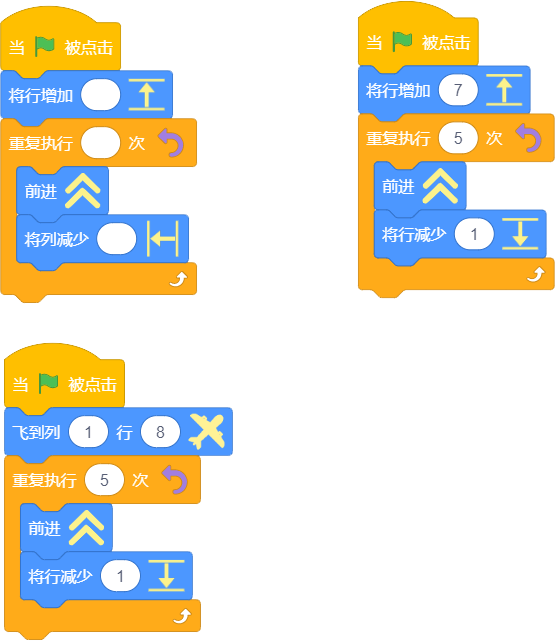 当 被点击
将行增加
重复执行 次
前进
将列减少
当 被点击
将行增加 7
重复执行 5 次
前进
将行减少 1
当 被点击
飞到列 1 行 8
重复执行 5 次
前进
将行减少 1